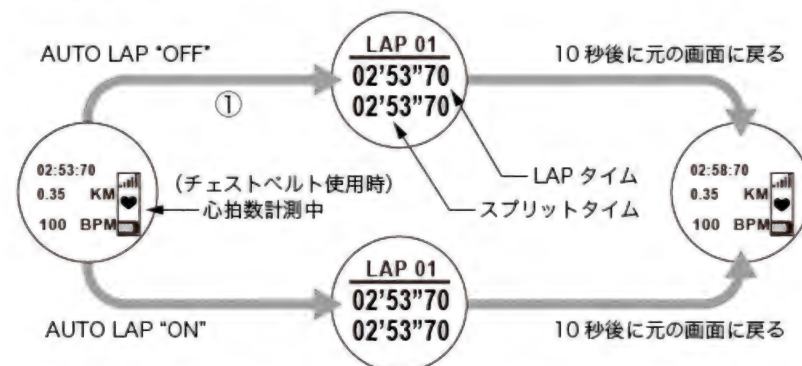 AUTO LAP “OFF”
①
LAP 01
02’53”70
02’53”70
10 秒後に元の画面に戻る
02:53:70
0.35 KM
100 BPM
(チェストベルト使用時)
心拍数計測中
LAP タイム
スプリットタイム
02:58:70
0.35 KM
100 BPM
AUTO LAP “ON”
LAP 01
02’53”70
02’53”70
10 秒後に元の画面に戻る